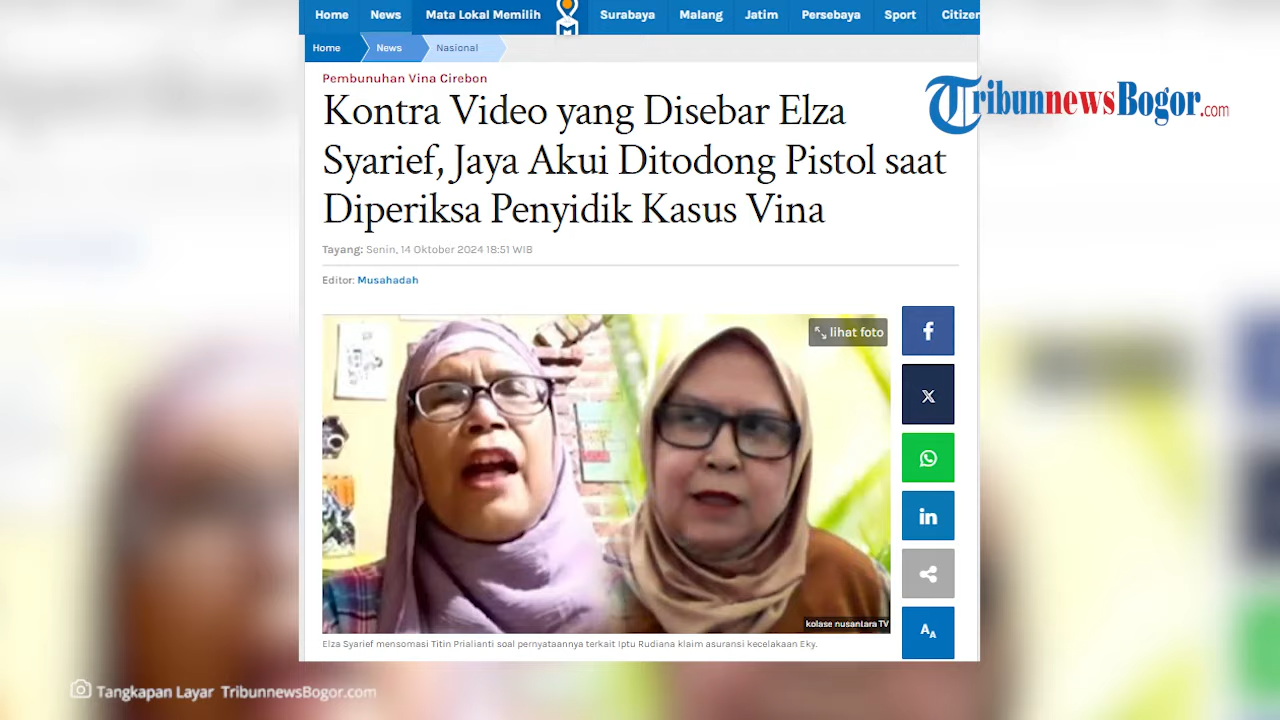 Home News Mata Lokal Memilih Surabaya Malang Jatim Persebaya Sport Citizen
Home News Nasional
Pembunuhan Vina Cirebon
Kontra Video yang Disebar Elza
Syarief, Jaya Akui Ditodong Pistol saat
Diperiksa Penyidik Kasus Vina
TribunnewsBogor.com
Tayang: Senin, 14 Oktober 2024 18:51 WIB
Editor: Musahadah
lihat foto
kolase nusantara TV
AA
Elza Syarief mensomasi Titin Prialianti soal pernyataannya terkait Iptu Rudiana klaim asuransi kecelakaan Eky.
Tangkapan Layar TribunnewsBogor.com